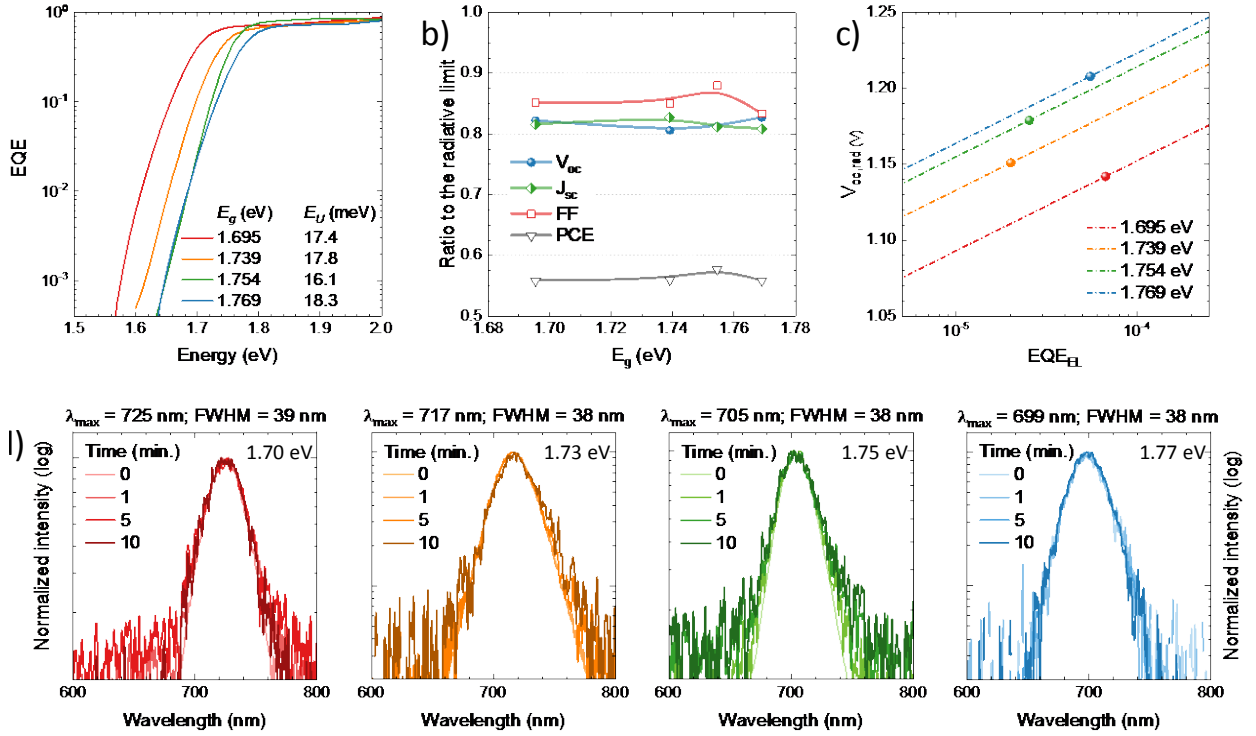 b)
c)
10⁰
10⁻¹
10⁻²
10⁻³
EQE
E_g (eV) E_U (meV)
1.695 17.4
1.739 17.8
1.754 16.1
1.769 18.3
1.5 1.6 1.7 1.8 1.9 2.0
Energy (eV)
1.0
0.9
0.8
0.7
0.6
0.5
Ratio to the radiative limit
V_oc
J_sc
FF
PCE
1.68 1.70 1.72 1.74 1.76 1.78
E_g (eV)
1.25
1.20
1.15
1.10
1.05
V_oc,rad (V)
1.695 eV
1.739 eV
1.754 eV
1.769 eV
10⁻⁵ 10⁻⁴
EQE_EL
l)
λ_max = 725 nm; FWHM = 39 nm
Time (min.) 1.70 eV
0
1
5
10
Normalized intensity (log)
600 700 800
Wavelength (nm)
λ_max = 717 nm; FWHM = 38 nm
Time (min.) 1.73 eV
0
1
5
10
600 700 800
Wavelength (nm)
λ_max = 705 nm; FWHM = 38 nm
Time (min.) 1.75 eV
0
1
5
10
600 700 800
Wavelength (nm)
λ_max = 699 nm; FWHM = 38 nm
Time (min.) 1.77 eV
0
1
5
10
600 700 800
Wavelength (nm)
Normalized intensity (log)